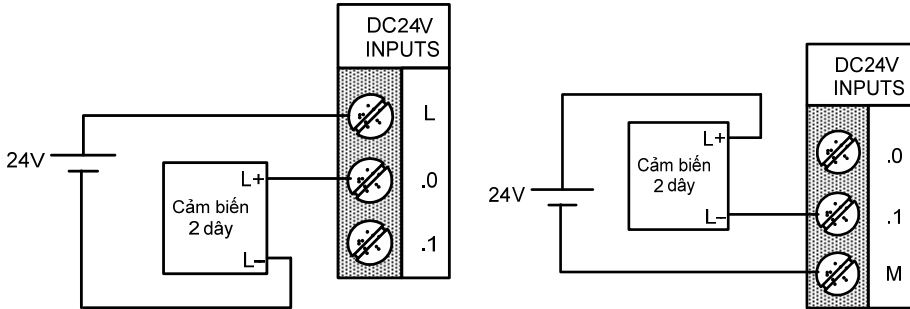 DC24V
INPUTS
L
24V
L+
.0
Cảm biến
2 dây
.1
L−
DC24V
INPUTS
L+
.0
Cảm biến
2 dây
24V
L−
.1
M